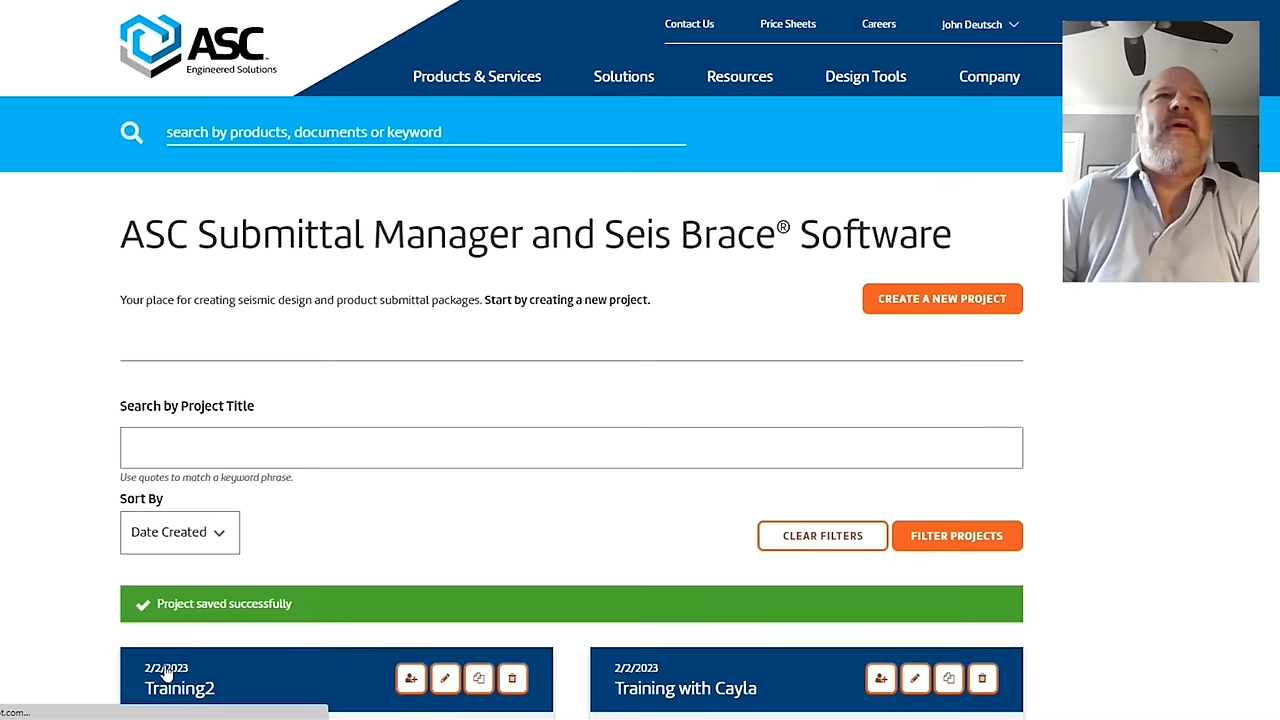 ASC
Engineered Solutions
Contact Us
Price Sheets
Careers
John Deutsch
Products & Services
Solutions
Resources
Design Tools
Company
search by products, documents or keyword
ASC Submittal Manager and Seis Brace® Software
Your place for creating seismic design and product submittal packages. Start by creating a new project.
CREATE A NEW PROJECT
Search by Project Title
Use quotes to match a keyword phrase.
Sort By
Date Created
CLEAR FILTERS
FILTER PROJECTS
Project saved successfully
2/2/2023
Training2
2/2/2023
Training with Cayla